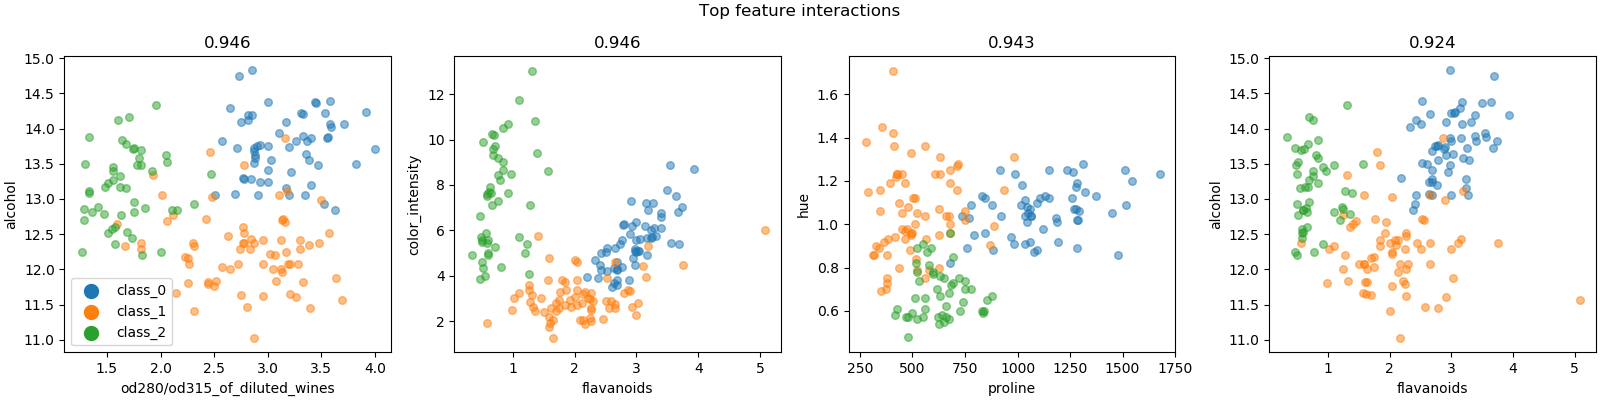 Top feature interactions
0.946
alcohol
15.0
14.5
14.0
13.5
13.0
12.5
12.0
11.5
11.0
class_0
class_1
class_2
1.5 2.0 2.5 3.0 3.5 4.0
od280/od315_of_diluted_wines
0.946
color_intensity
12
10
8
6
4
2
1 2 3 4 5
flavanoids
0.943
hue
1.6
1.4
1.2
1.0
0.8
0.6
250 500 750 1000 1250 1500 1750
proline
0.924
alcohol
15.0
14.5
14.0
13.5
13.0
12.5
12.0
11.5
11.0
1 2 3 4 5
flavanoids